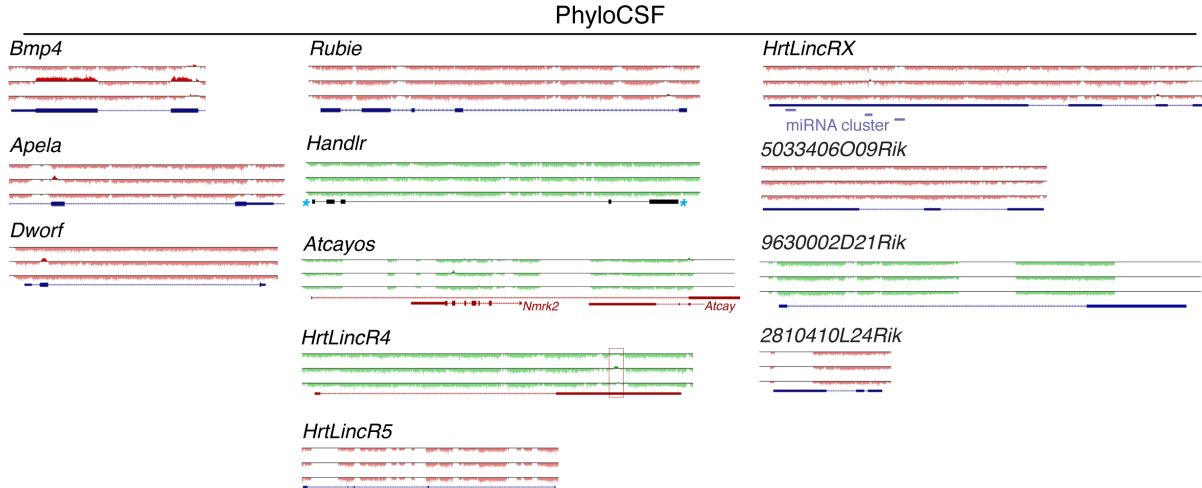 PhyloCSF
Bmp4
Apela
Dworf
Rubie
Handlr
*
*
Atcayos
Nmrk2
Atcay
HrtLincR4
HrtLincR5
HrtLincRX
miRNA cluster
5033406O09Rik
9630002D21Rik
2810410L24Rik